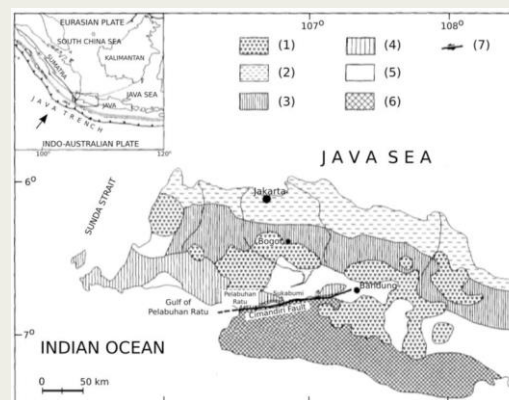 EURASIAN PLATE
SOUTH CHINA SEA
SUMATRA
KALIMANTAN
JAVA SEA
JAVA
JAVA TRENCH
INDO-AUSTRALIAN PLATE
100°
120°
107°
108°
(1)
(2)
(3)
(4)
(5)
(6)
(7)
JAVA SEA
6°
SUNDA STRAIT
Jakarta
Bogor
Gulf of
Pelabuhan Ratu
Pelabuhan
Ratu
Sukabumi
Bandung
Cimandiri Fault
7°
INDIAN OCEAN
0 50 km